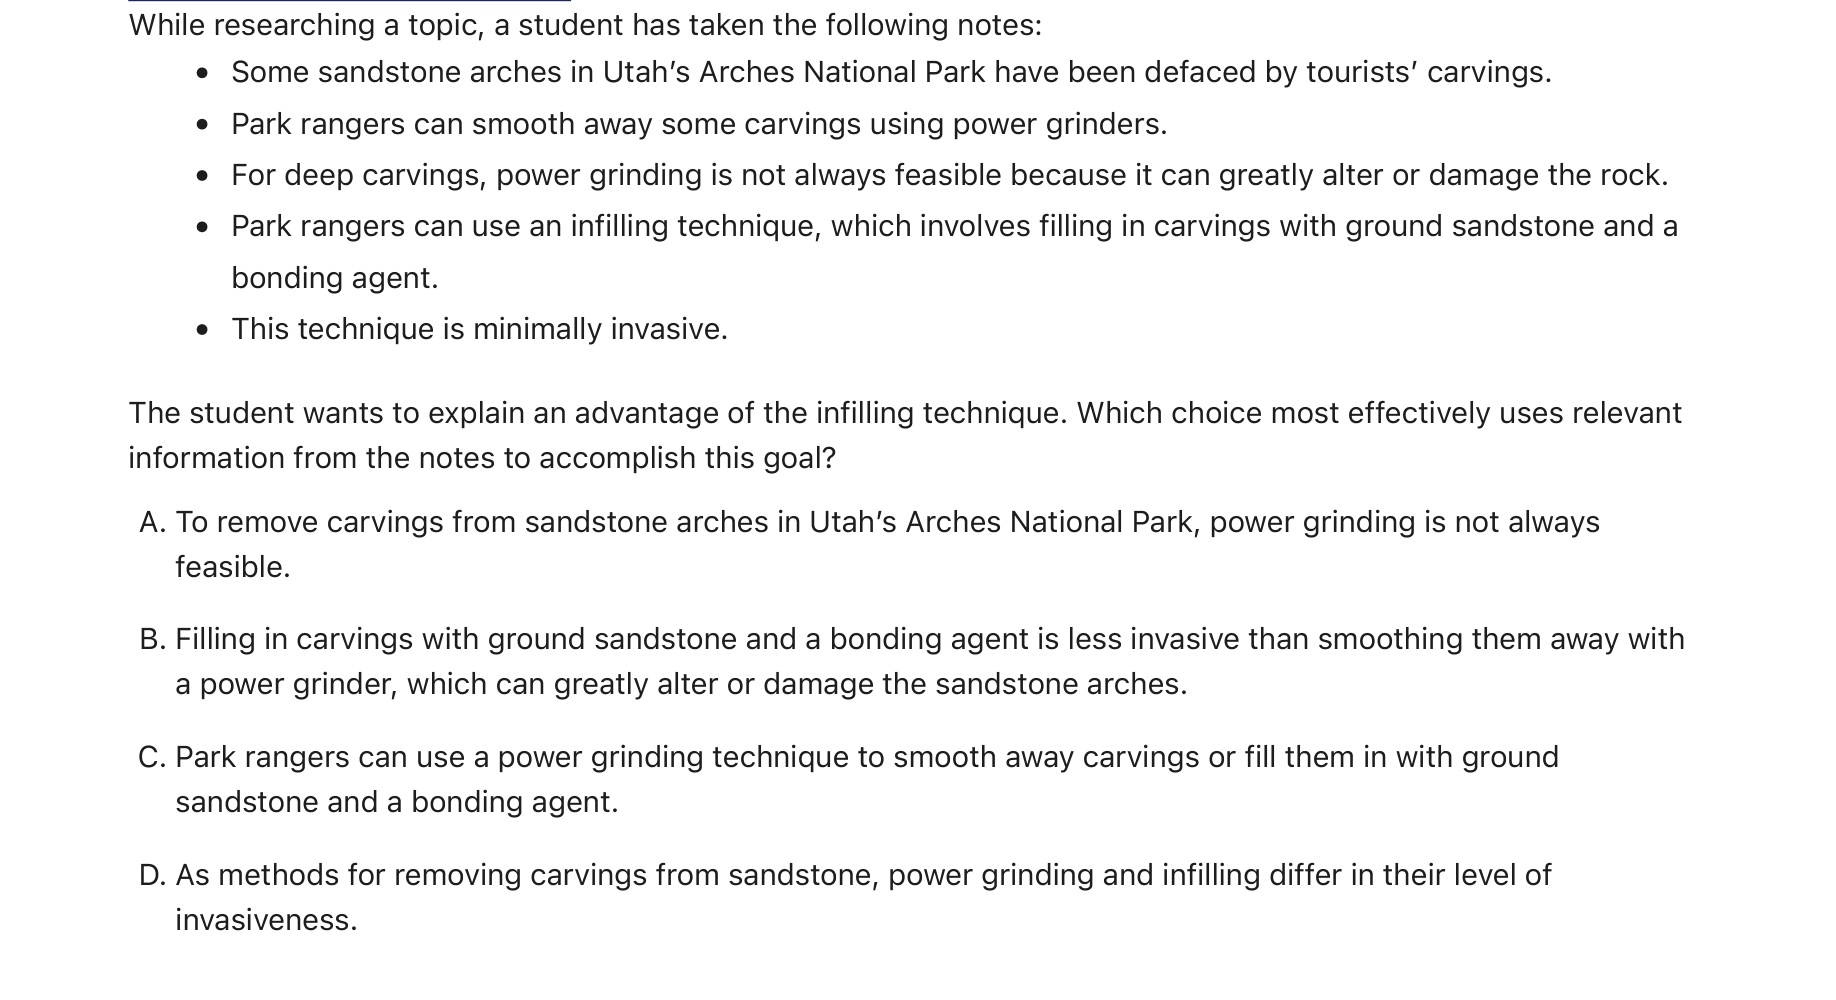 While researching a topic, a student has taken the following notes:
• Some sandstone arches in Utah’s Arches National Park have been defaced by tourists’ carvings.
• Park rangers can smooth away some carvings using power grinders.
• For deep carvings, power grinding is not always feasible because it can greatly alter or damage the rock.
• Park rangers can use an infilling technique, which involves filling in carvings with ground sandstone and a
bonding agent.
• This technique is minimally invasive.
The student wants to explain an advantage of the infilling technique. Which choice most effectively uses relevant
information from the notes to accomplish this goal?
A. To remove carvings from sandstone arches in Utah’s Arches National Park, power grinding is not always
feasible.
B. Filling in carvings with ground sandstone and a bonding agent is less invasive than smoothing them away with
a power grinder, which can greatly alter or damage the sandstone arches.
C. Park rangers can use a power grinding technique to smooth away carvings or fill them in with ground
sandstone and a bonding agent.
D. As methods for removing carvings from sandstone, power grinding and infilling differ in their level of
invasiveness.